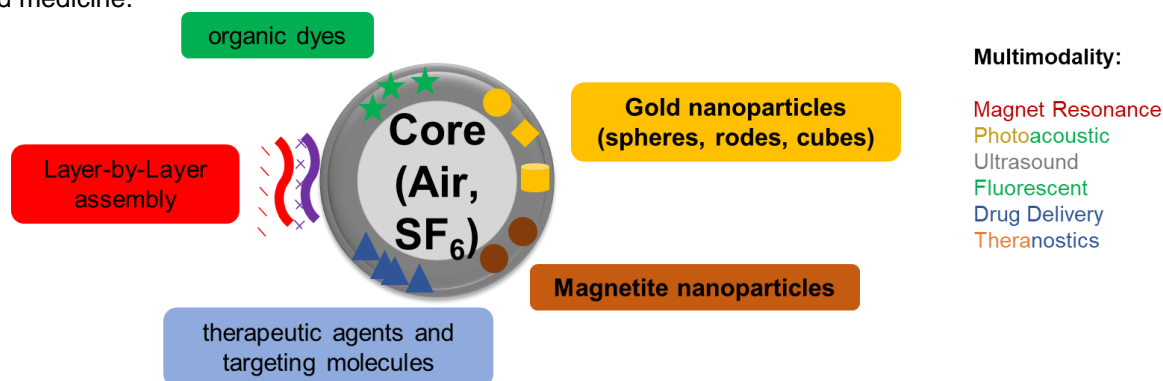 d medicine.
organic dyes
Multimodality:
Core
(Air,
SF₆)
Gold nanoparticles
(spheres, rodes, cubes)
Magnet Resonance
Photoacoustic
Ultrasound
Fluorescent
Drug Delivery
Theranostics
Layer-by-Layer
assembly
Magnetite nanoparticles
therapeutic agents and
targeting molecules